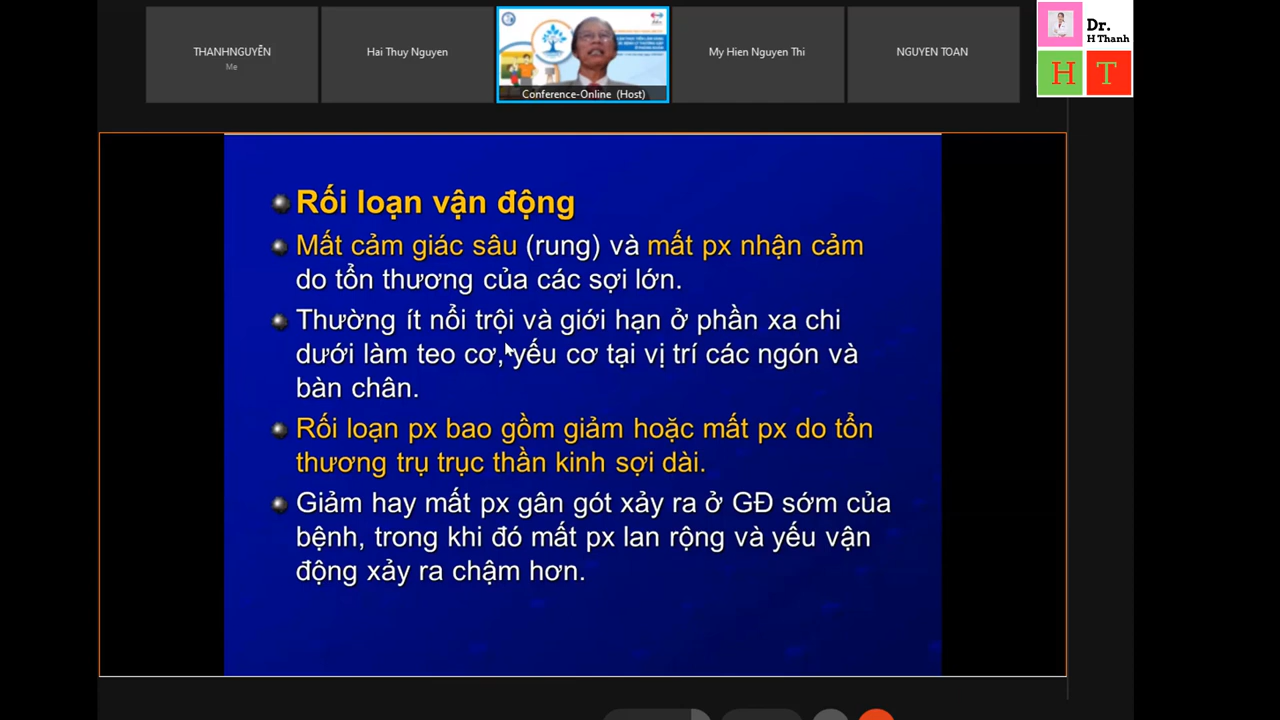 THANHNGUYỄN
Me
Hai Thuy Nguyen
Conference-Online (Host)
My Hien Nguyen Thi
NGUYEN TOAN
Dr.
H Thanh
H T
Rối loạn vận động
Mất cảm giác sâu (rung) và mất px nhận cảm
do tổn thương của các sợi lớn.
Thường ít nổi trội và giới hạn ở phần xa chi
dưới làm teo cơ, yếu cơ tại vị trí các ngón và
bàn chân.
Rối loạn px bao gồm giảm hoặc mất px do tổn
thương trụ trục thần kinh sợi dài.
Giảm hay mất px gân gót xảy ra ở GĐ sớm của
bệnh, trong khi đó mất px lan rộng và yếu vận
động xảy ra chậm hơn.